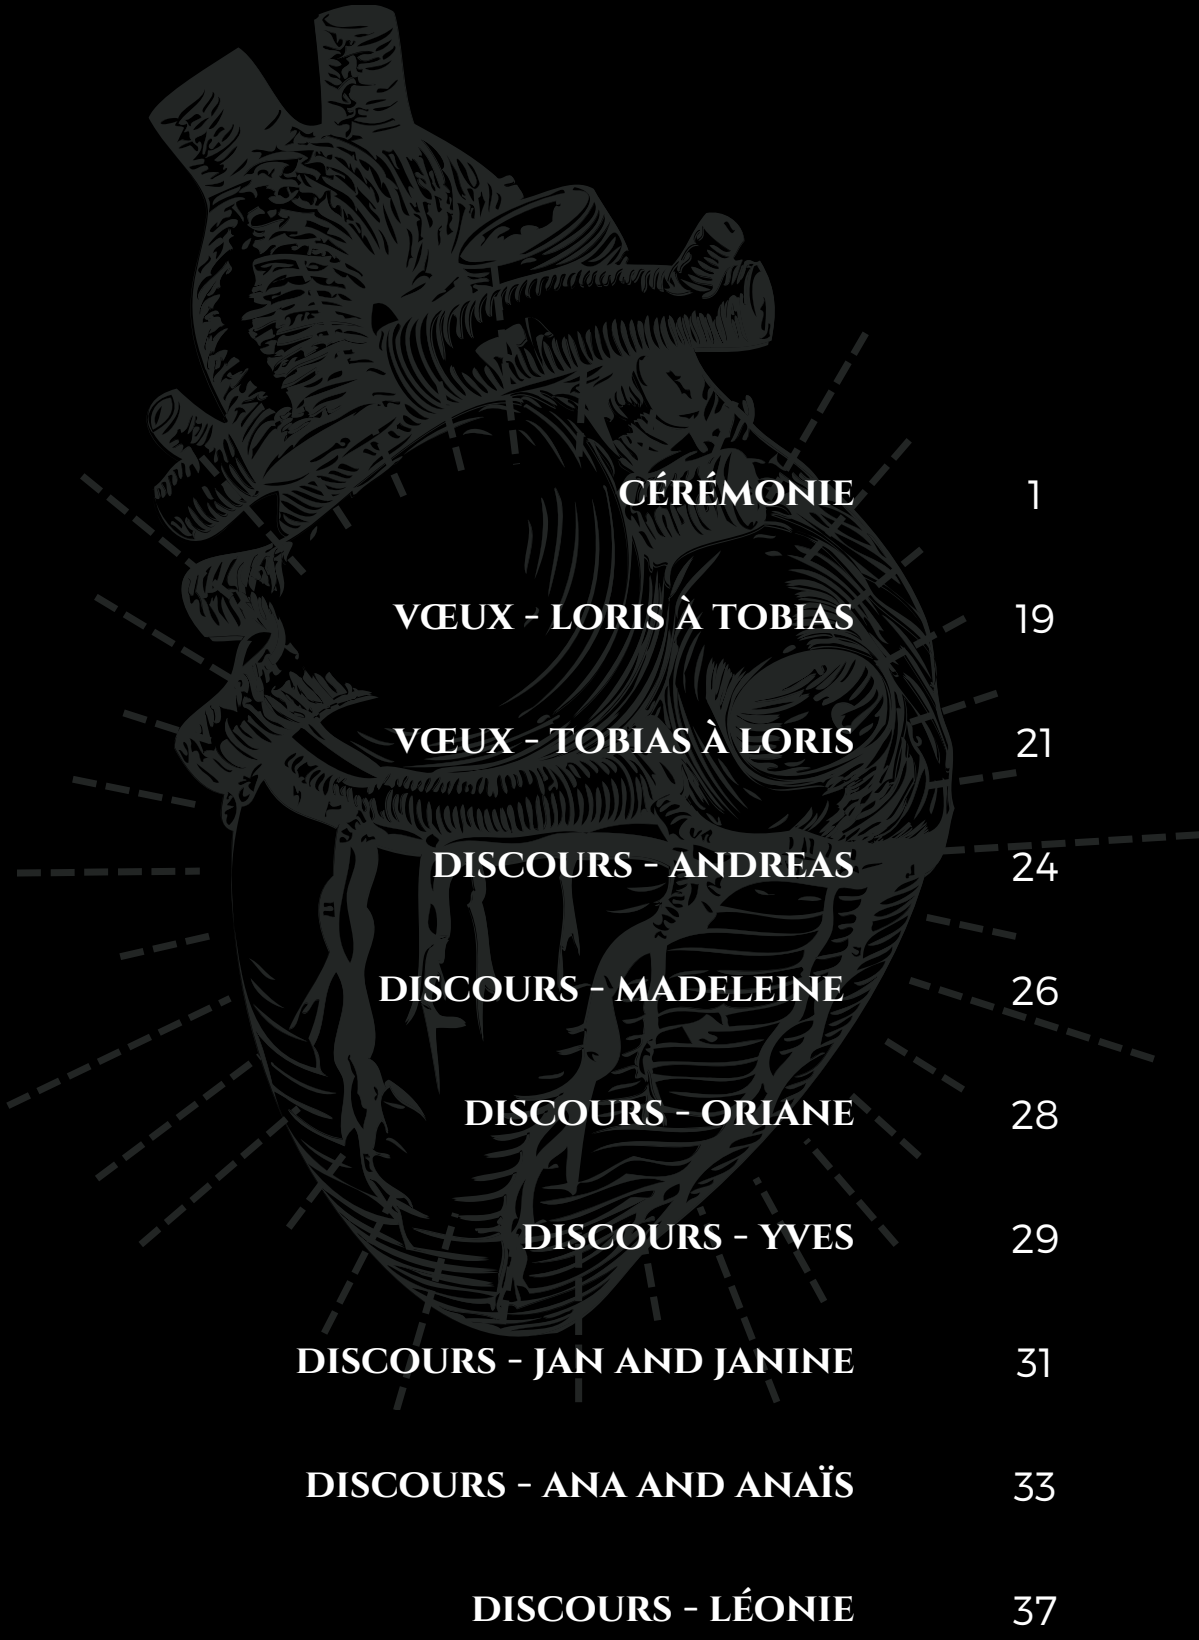 CÉRÉMONIE 1
VŒUX - LORIS À TOBIAS 19
VŒUX - TOBIAS À LORIS 21
DISCOURS - ANDREAS 24
DISCOURS - MADELEINE 26
DISCOURS - ORIANE 28
DISCOURS - YVES 29
DISCOURS - JAN AND JANINE 31
DISCOURS - ANA AND ANAÏS 33
DISCOURS - LÉONIE 37